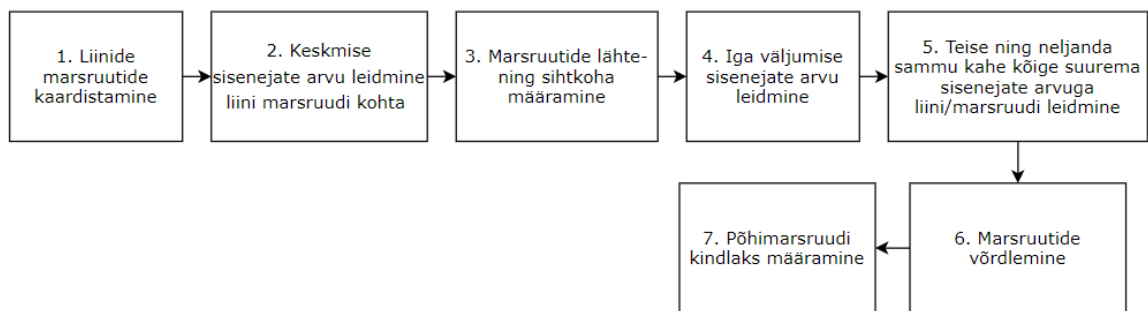 1. Liinide
marsruutide
kaardistamine
2. Keskmise
sisenejate arvu leidmine
liini marsruudi kohta
3. Marsruutide lähte-
ning sihtkoha
määramine
4. Iga väljumise
sisenejate arvu
leidmine
5. Teise ning neljanda
sammu kahe kõige suurema
sisenejate arvuga
liini/marsruudi leidmine
6. Marsruutide
võrdlemine
7. Põhimarsruudi
kindlaks määramine